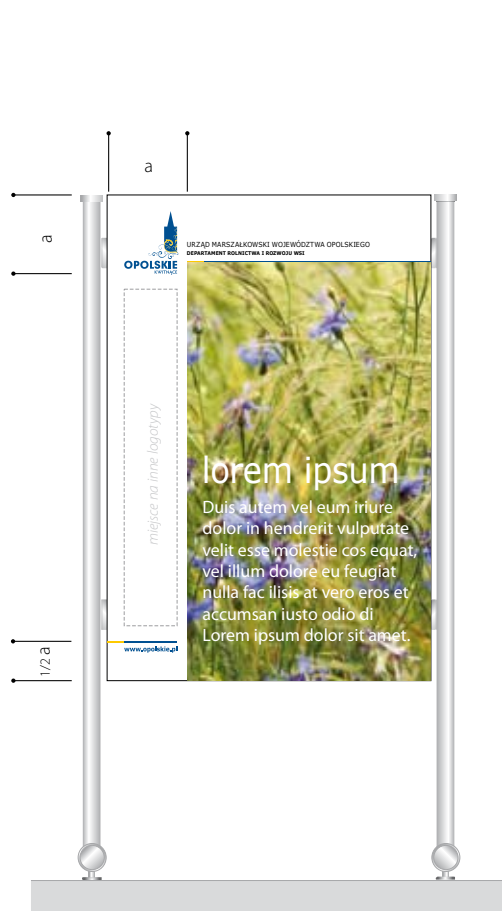 a
a
OPOLSKIE
KWITNĄCE
URZĄD MARSZAŁKOWSKI WOJEWÓDZTWA OPOLSKIEGO
DEPARTAMENT ROLNICTWA I ROZWOJU WSI
miejsce na inne logotypy
lorem ipsum
Duis autem vel eum iriure
dolor in hendrerit vulputate
velit esse molestie cos equat,
vel illum dolore eu feugiat
nulla fac ilisis at vero eros et
accumsan iusto odio di
Lorem ipsum dolor sit amet.
1/2 a
www.opolskie.pl